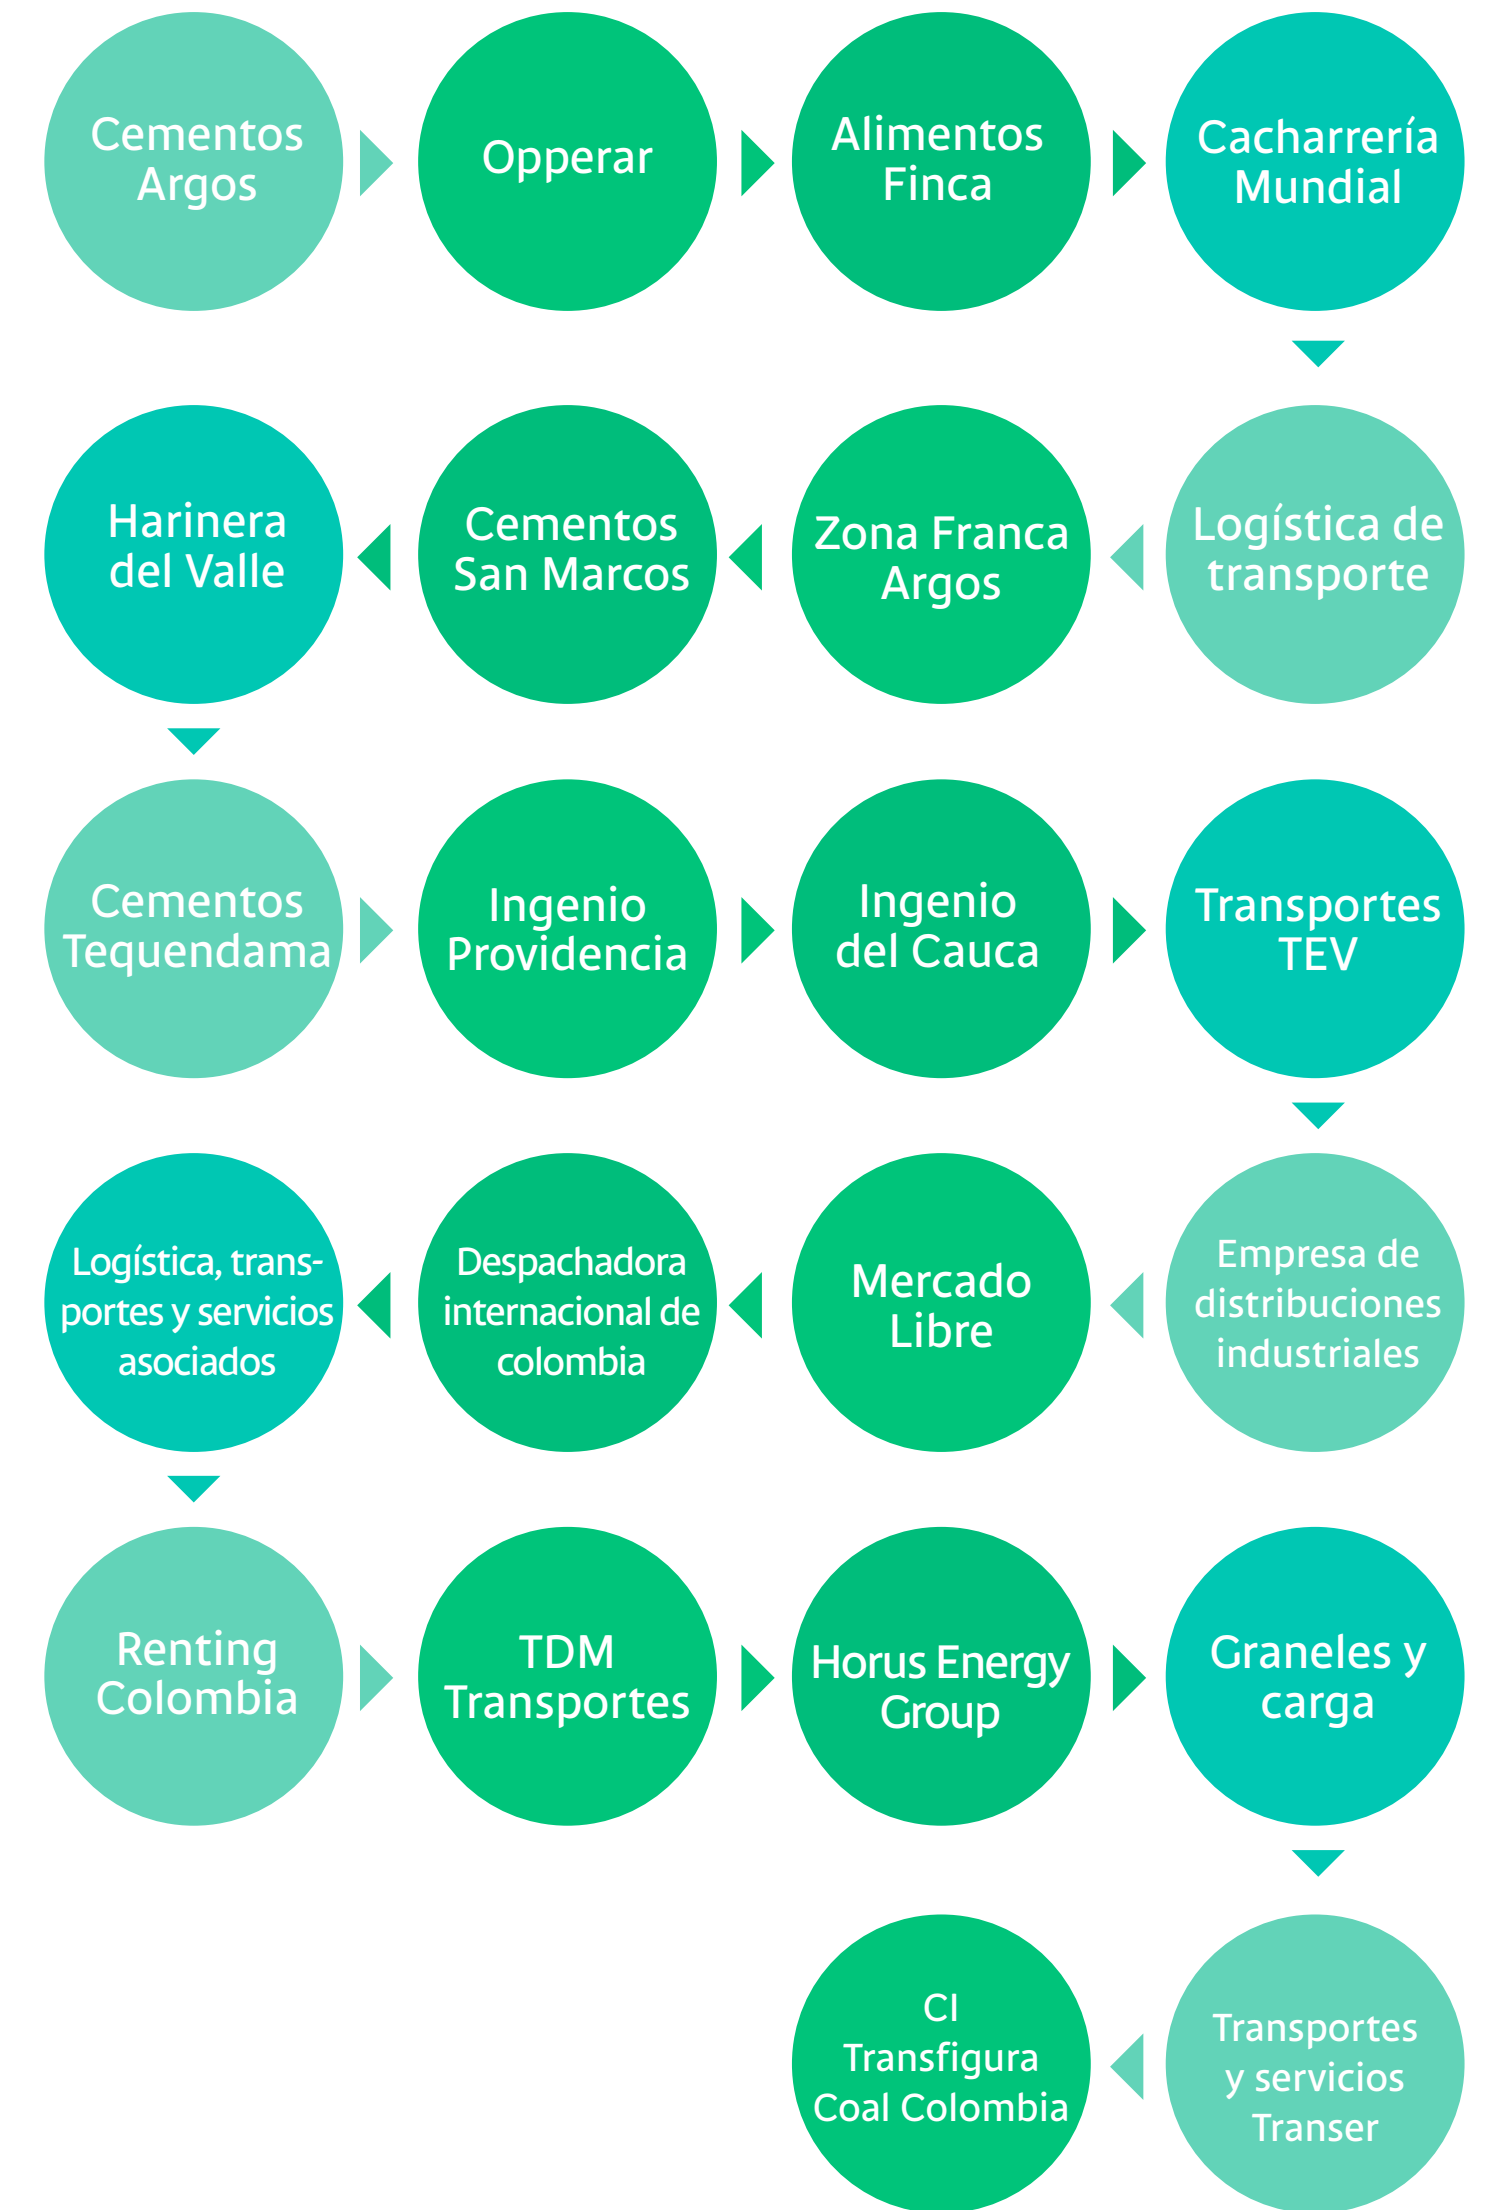 Cementos
Argos
Opperar
Alimentos
Finca
Cacharrería
Mundial
Logística de
transporte
Zona Franca
Argos
Cementos
San Marcos
Harinera
del Valle
Cementos
Tequendama
Ingenio
Providencia
Ingenio
del Cauca
Transportes
TEV
Empresa de
distribuciones
industriales
Mercado
Libre
Despachadora
internacional de
colombia
Logística, trans-
portes y servicios
asociados
Renting
Colombia
TDM
Transportes
Horus Energy
Group
Graneles y
carga
Transportes
y servicios
Transer
CI
Transfigura
Coal Colombia